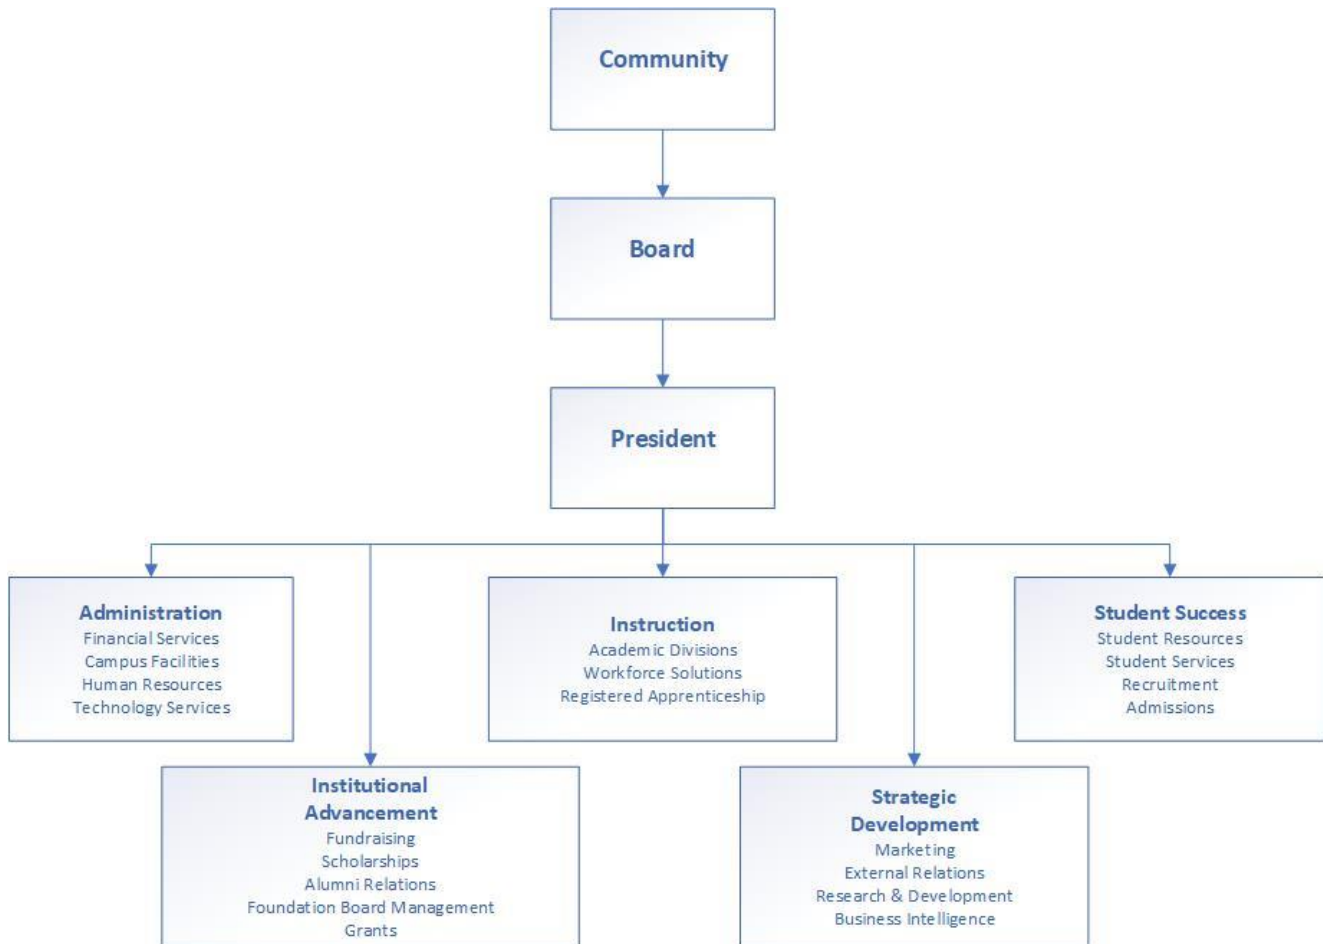 Community
Board
President
Administration
Financial Services
Campus Facilities
Human Resources
Technology Services
Instruction
Academic Divisions
Workforce Solutions
Registered Apprenticeship
Student Success
Student Resources
Student Services
Recruitment
Admissions
Institutional
Advancement
Fundraising
Scholarships
Alumni Relations
Foundation Board Management
Grants
Strategic
Development
Marketing
External Relations
Research & Development
Business Intelligence